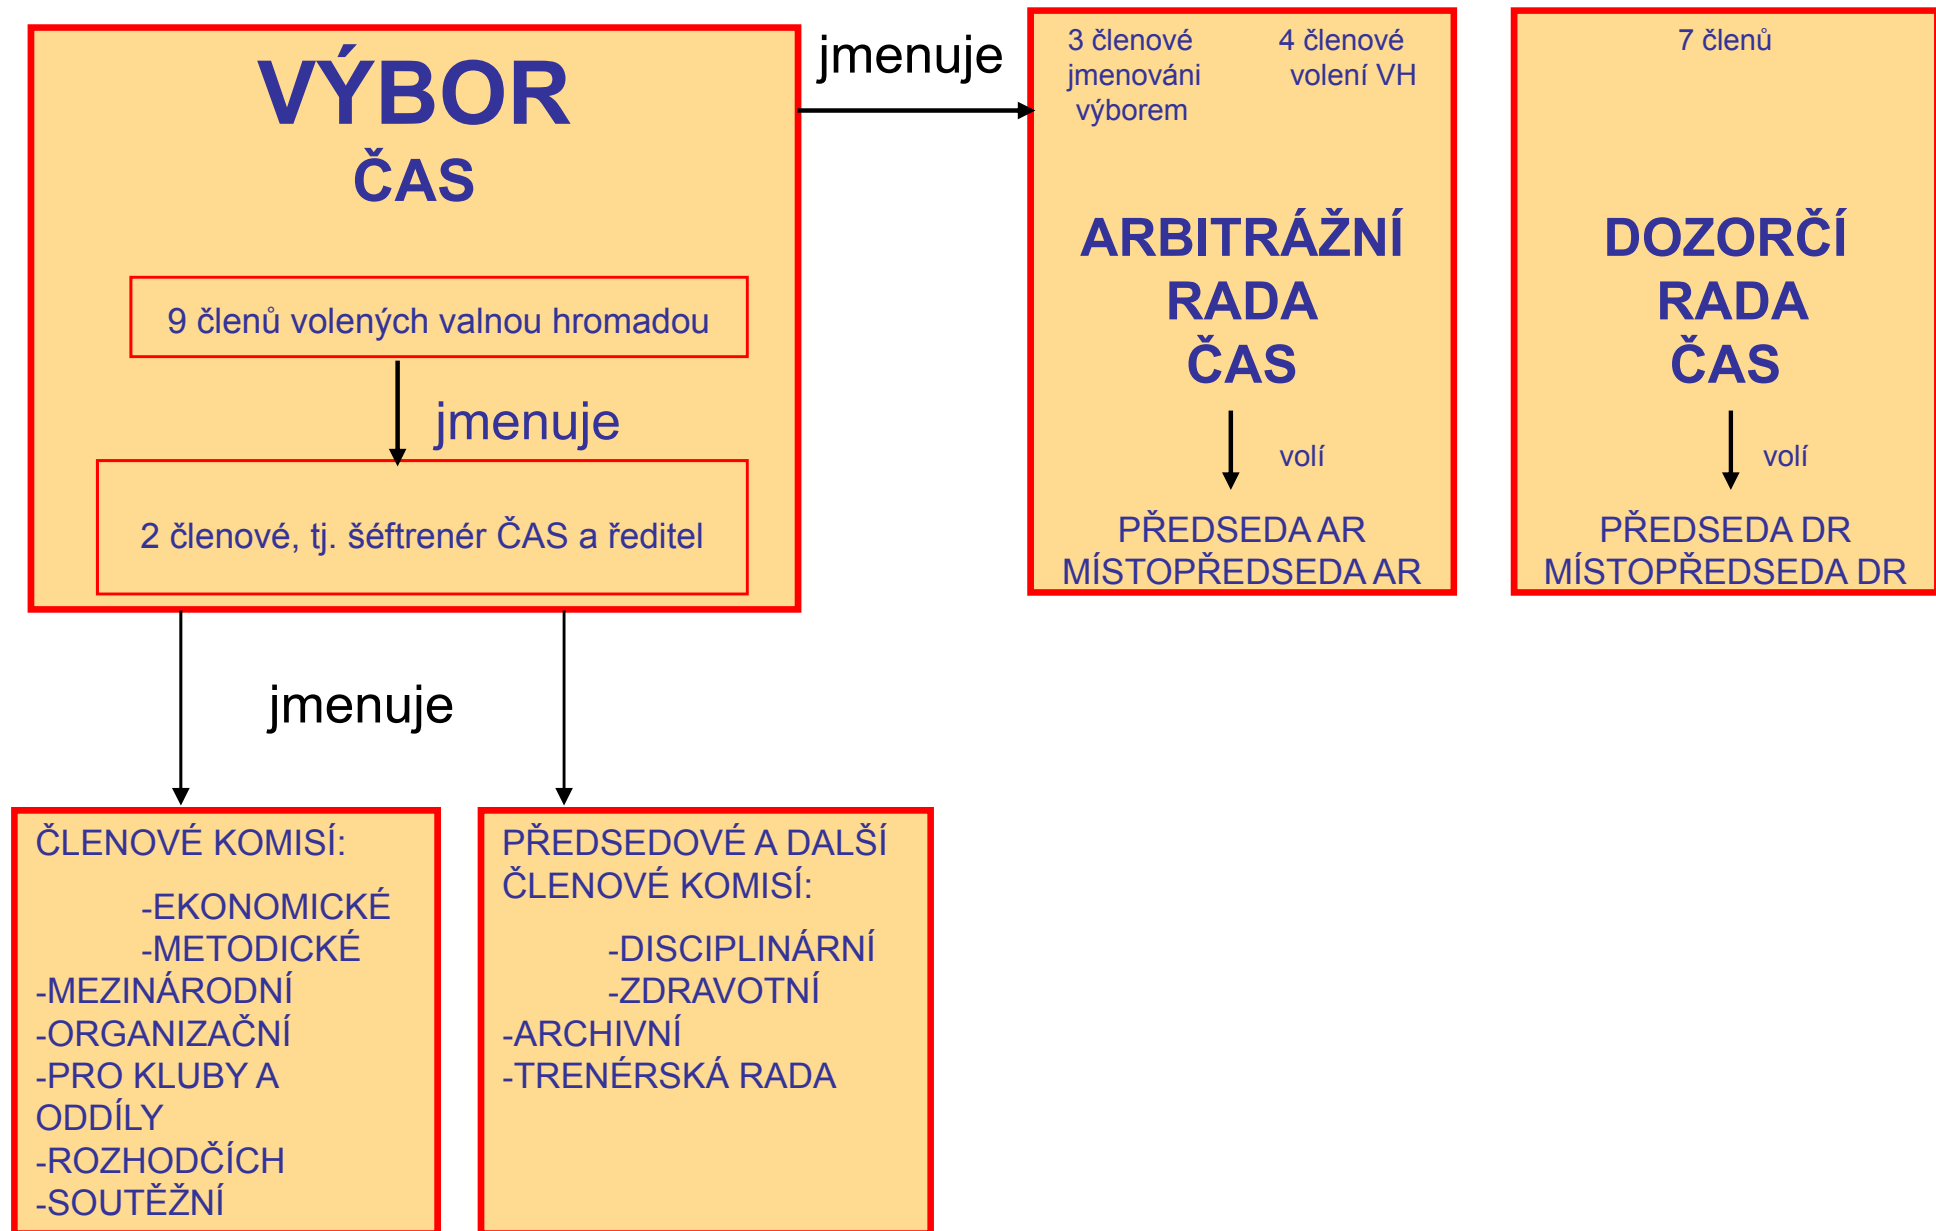 VÝBOR
ČAS
9 členů volených valnou hromadou
jmenuje
2 členové, tj. šéftrenér ČAS a ředitel
jmenuje
3 členové
jmenováni
výborem
4 členové
volení VH
ARBITRÁŽNÍ
RADA
ČAS
volí
PŘEDSEDA AR
MÍSTOPŘEDSEDA AR
7 členů
DOZORČÍ
RADA
ČAS
volí
PŘEDSEDA DR
MÍSTOPŘEDSEDA DR
jmenuje
ČLENOVÉ KOMISÍ:
-EKONOMICKÉ
-METODICKÉ
-MEZINÁRODNÍ
-ORGANIZAČNÍ
-PRO KLUBY A
ODDÍLY
-ROZHODČÍCH
-SOUTĚŽNÍ
PŘEDSEDOVÉ A DALŠÍ
ČLENOVÉ KOMISÍ:
-DISCIPLINÁRNÍ
-ZDRAVOTNÍ
-ARCHIVNÍ
-TRENÉRSKÁ RADA